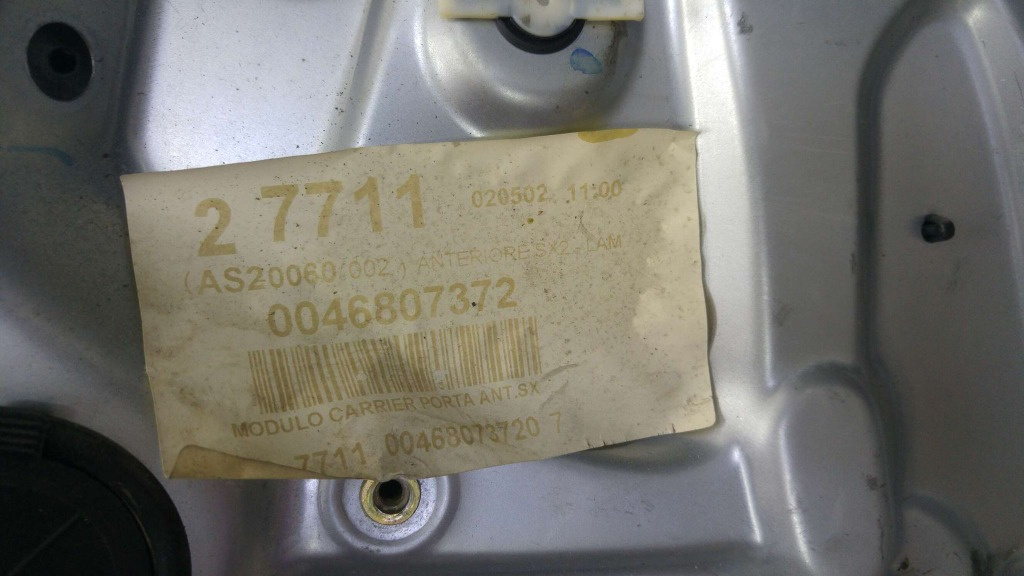 2 7711 020502 11:00
(AS20060(002.) ANTERIORE SX2-LAM
0046807372
MODULO CARRIER PORTA ANT.SX
7711 00468073720 7